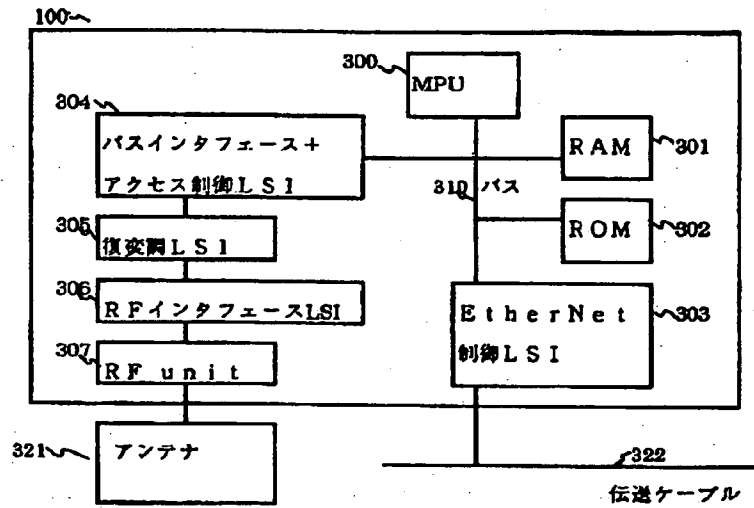 100
300
MPU
304
バスインタフェース+
アクセス制御LSI
RAM
301
310 バス
305
復変調LSI
ROM
302
306
RFインタフェースLSI
EtherNet
制御LSI
303
307
RF unit
321
アンテナ
322
伝送ケーブル